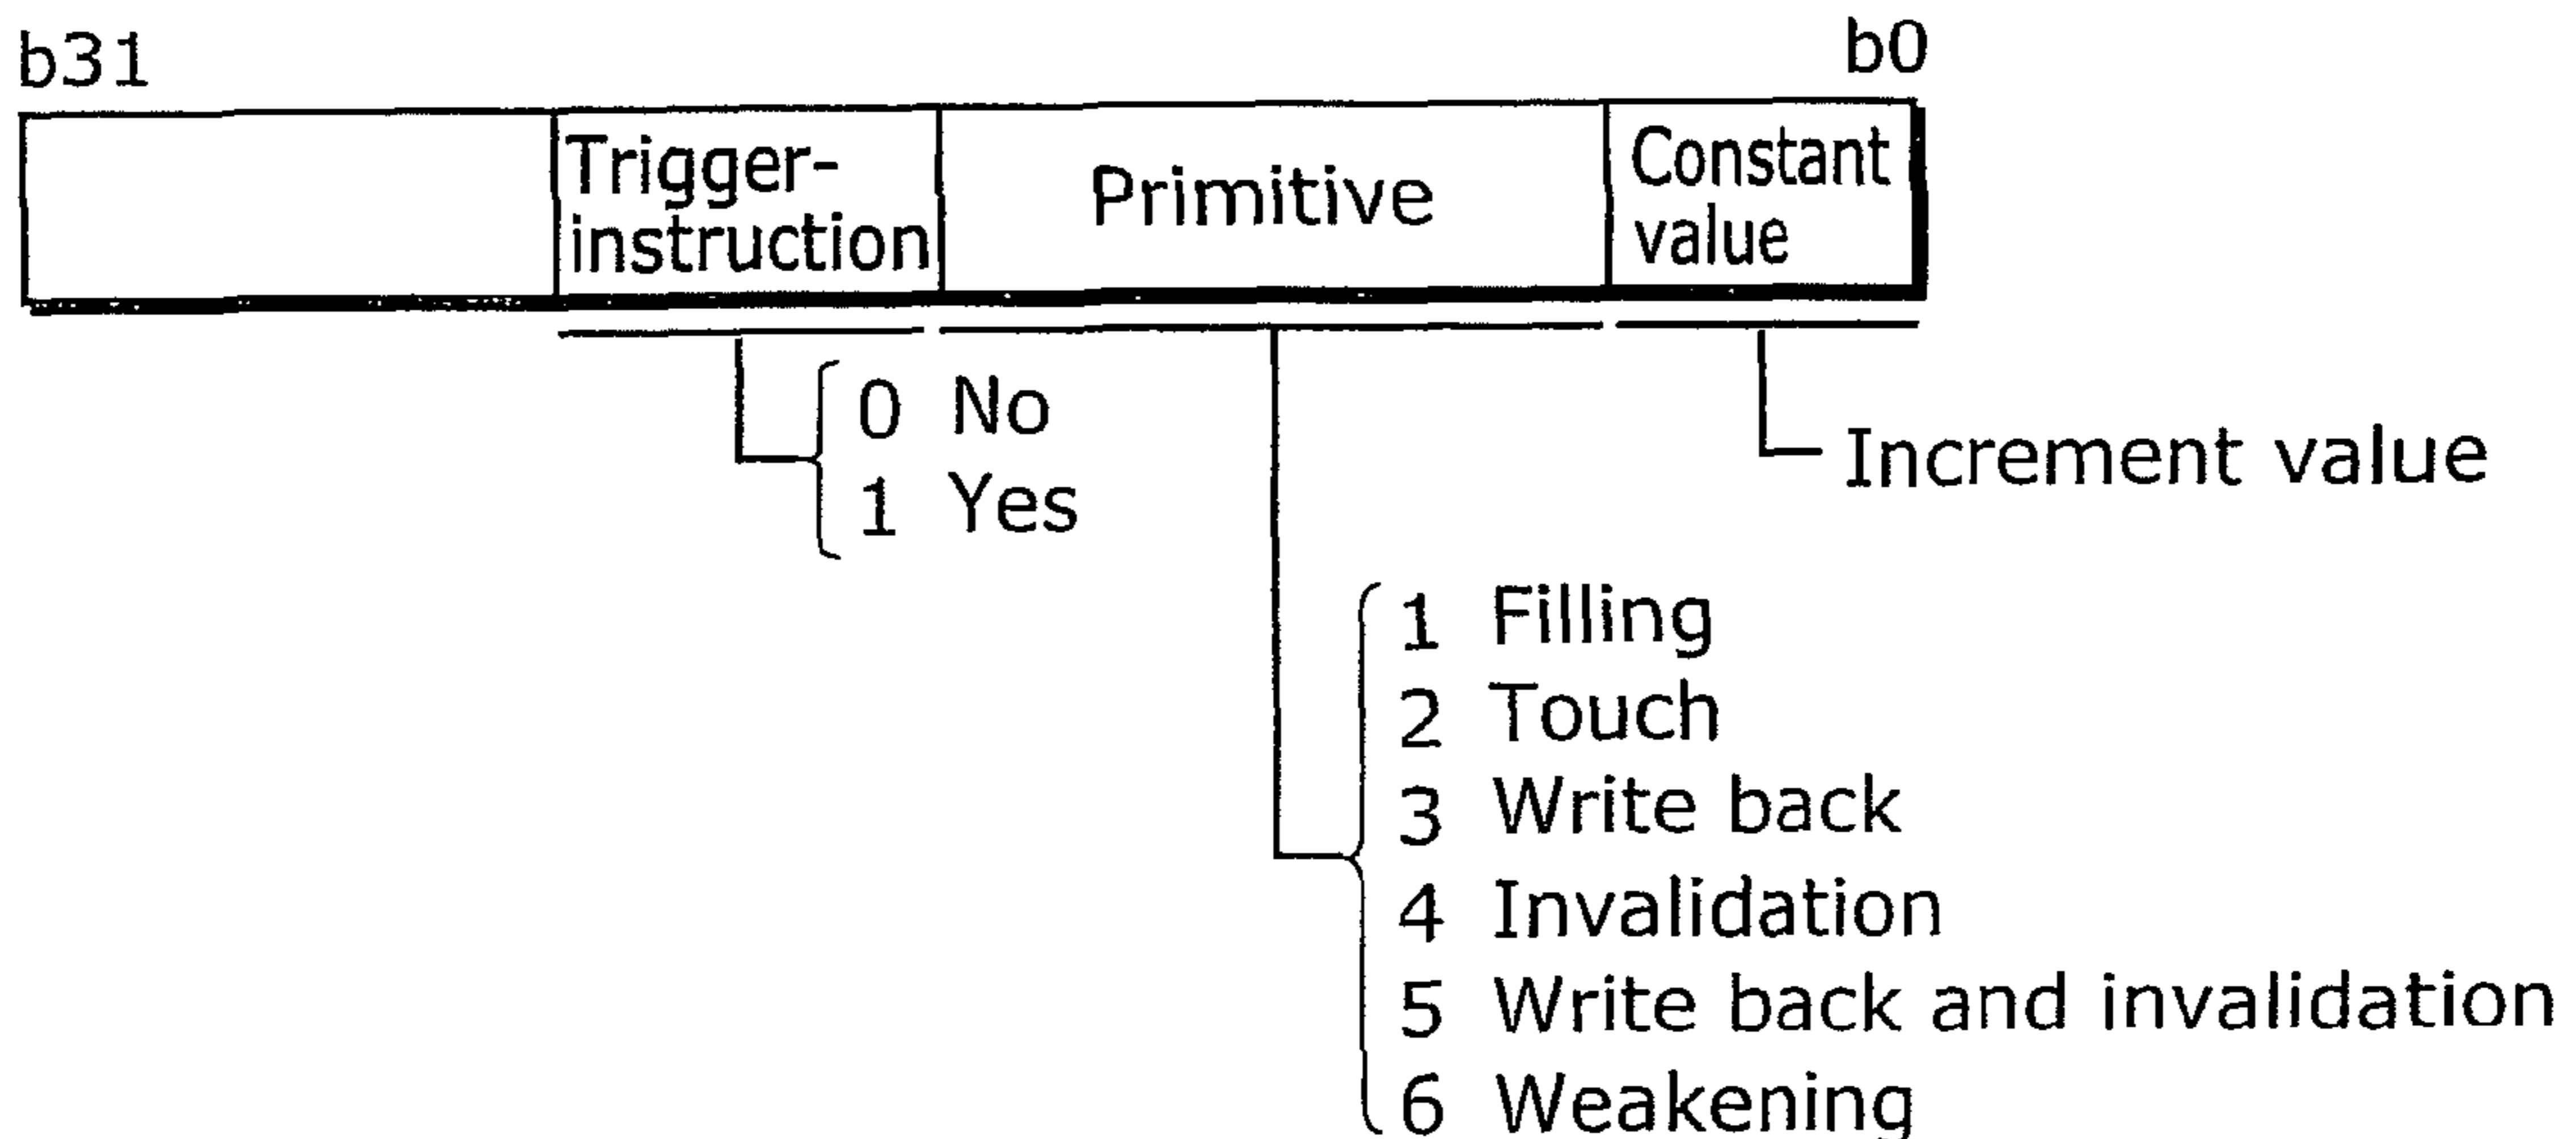 b31
b0
Trigger-
instruction
Primitive
Constant
value
0 No
1 Yes
Increment value
1 Filling
2 Touch
3 Write back
4 Invalidation
5 Write back and invalidation
6 Weakening